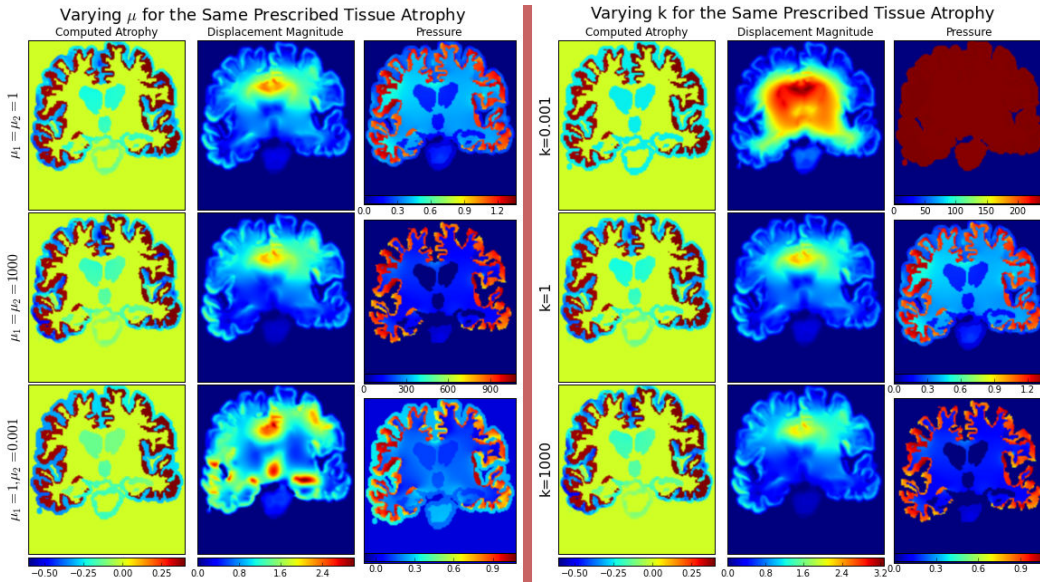 Varying μ for the Same Prescribed Tissue Atrophy
Computed Atrophy Displacement Magnitude Pressure
μ₁ = μ₂ = 1
0.0 0.3 0.6 0.9 1.2
μ₁ = μ₂ = 1000
300 600 900
μ₁ = 1, μ₂ = 0.001
−0.50 −0.25 0.00 0.25
0.0 0.8 1.6 2.4
0.0 0.3 0.6 0.9
Varying k for the Same Prescribed Tissue Atrophy
Computed Atrophy Displacement Magnitude Pressure
k=0.001
0 50 100 150 200
k=1
0.0 0.3 0.6 0.9 1.2
k=1000
−0.50 −0.25 0.00 0.25
0.0 0.8 1.6 2.4 3.2
0.0 0.3 0.6 0.9